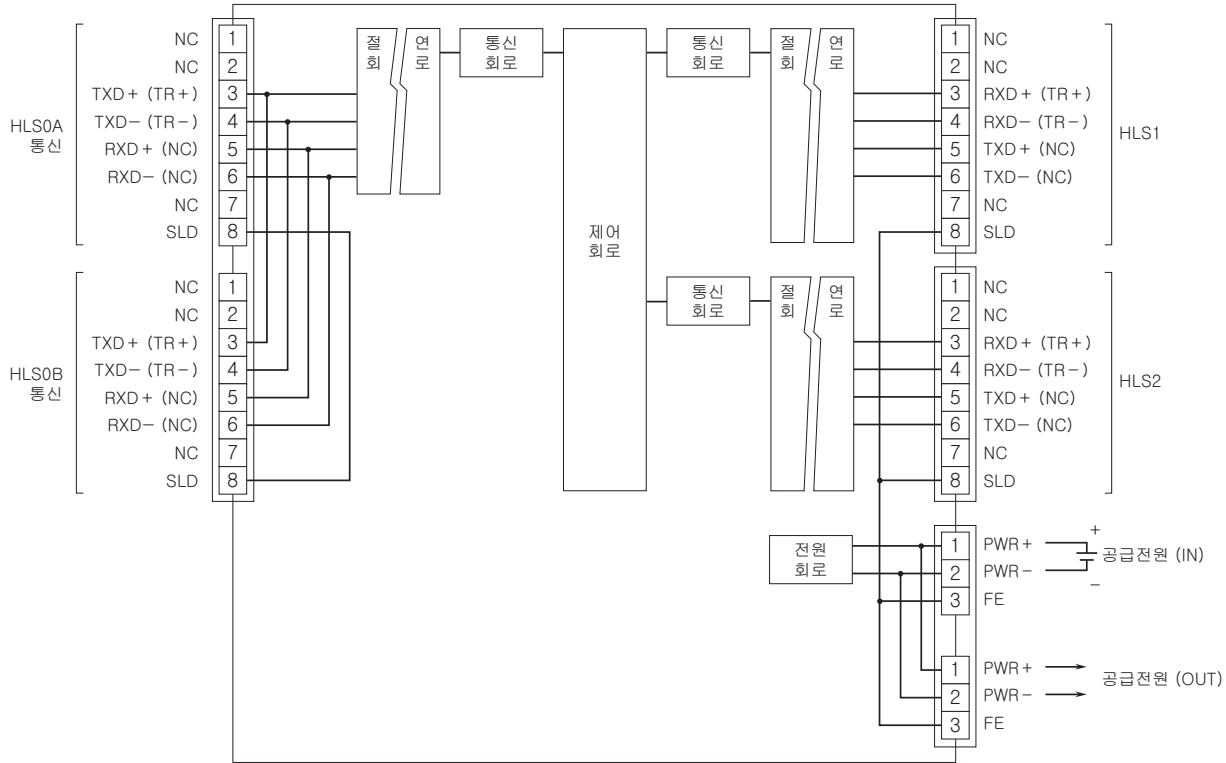 HLS0A
통신
NC 1
NC 2
TXD+ (TR+) 3
TXD− (TR−) 4
RXD+ (NC) 5
RXD− (NC) 6
NC 7
SLD 8
HLS0B
통신
NC 1
NC 2
TXD+ (TR+) 3
TXD− (TR−) 4
RXD+ (NC) 5
RXD− (NC) 6
NC 7
SLD 8
절 연
회 로
통신
회로
제어
회로
통신
회로
절 연
회 로
통신
회로
절 연
회 로
전원
회로
1 NC
2 NC
3 RXD+ (TR+)
4 RXD− (TR−)
5 TXD+ (NC)
6 TXD− (NC)
7 NC
8 SLD
HLS1
1 NC
2 NC
3 RXD+ (TR+)
4 RXD− (TR−)
5 TXD+ (NC)
6 TXD− (NC)
7 NC
8 SLD
HLS2
1 PWR+
2 PWR−
3 FE
+
공급전원 (IN)
−
1 PWR+
2 PWR−
3 FE
공급전원 (OUT)